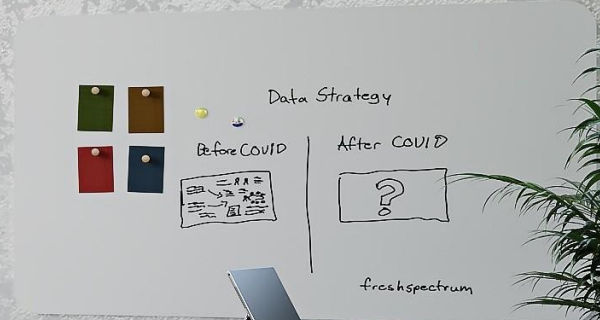 Data Strategy
Before COVID
After COVID
?
freshspectrum